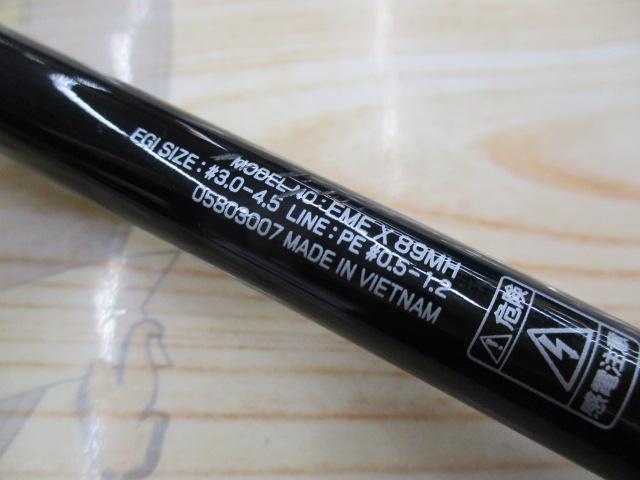 MODEL NO.:EMEX 89MH
EGI SIZE:#3.0-4.5 LINE:PE #0.5-1.2
05803007 MADE IN VIETNAM
危険
感電注意